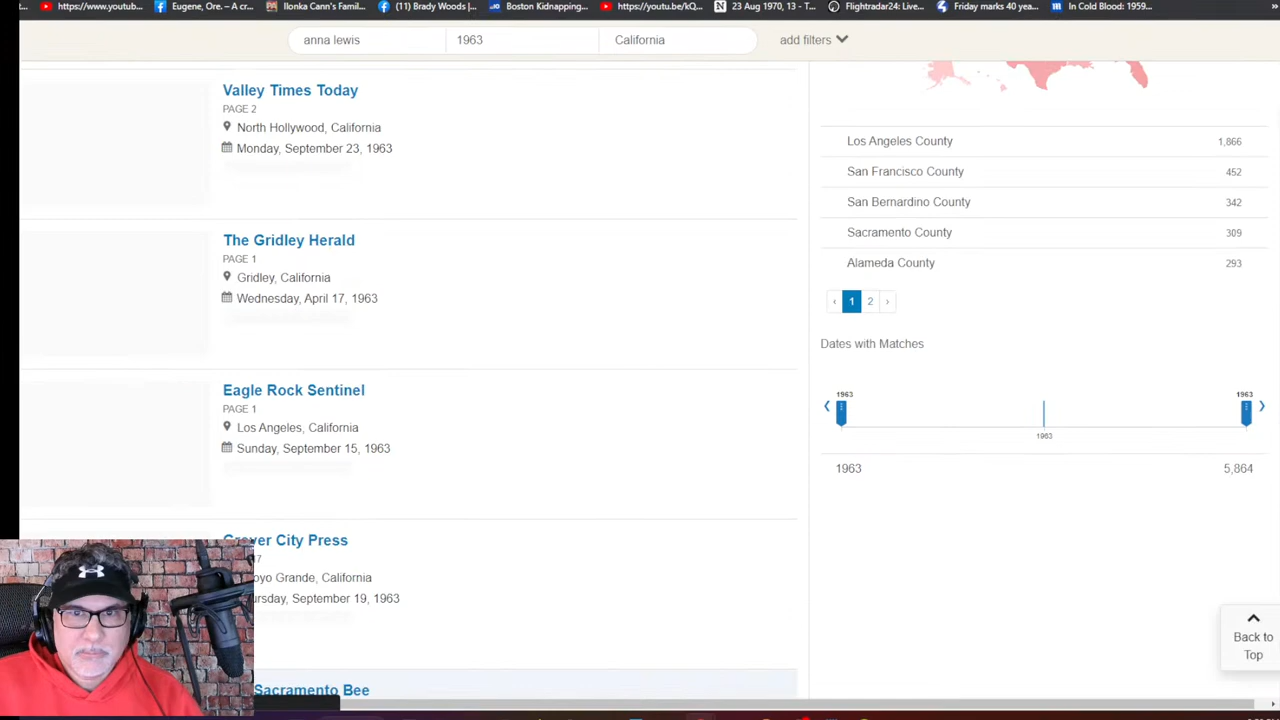 https://www.youtub...
Eugene, Ore. – A cr...
Ilonka Cann's Famil...
(11) Brady Woods |...
Boston Kidnapping...
https://youtu.be/kQ...
23 Aug 1970, 13 - T...
Flightradar24: Live...
Friday marks 40 yea...
In Cold Blood: 1959...
»
anna lewis
1963
California
add filters
Valley Times Today
PAGE 2
North Hollywood, California
Monday, September 23, 1963
The Gridley Herald
PAGE 1
Gridley, California
Wednesday, April 17, 1963
Eagle Rock Sentinel
PAGE 1
Los Angeles, California
Sunday, September 15, 1963
Grover City Press
17
oyo Grande, California
ursday, September 19, 1963
Sacramento Bee
Los Angeles County 1,866
San Francisco County 452
San Bernardino County 342
Sacramento County 309
Alameda County 293
‹ 1 2 ›
Dates with Matches
1963 1963
1963
1963 5,864
Back to
Top